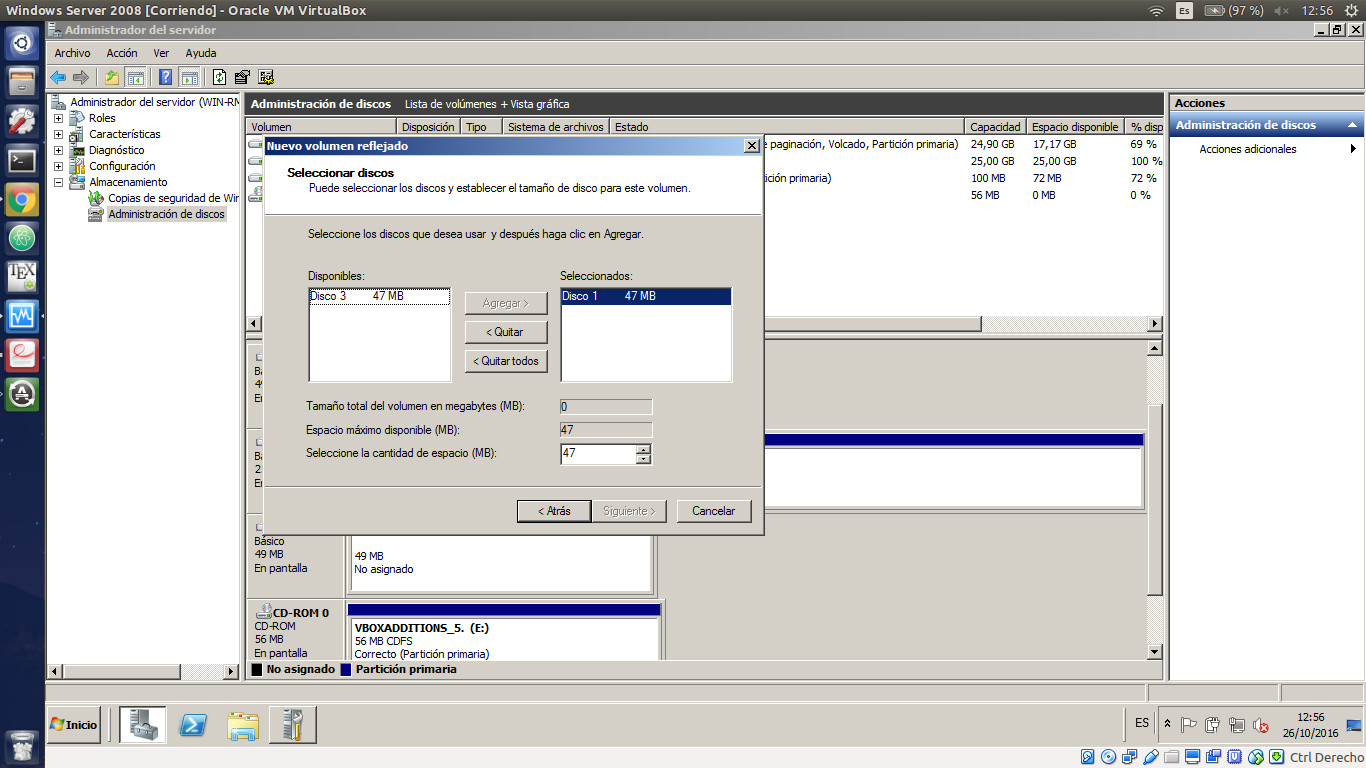 Windows Server 2008 [Corriendo] - Oracle VM VirtualBox
Es
(97 %)
12:56
Administrador del servidor
Archivo Acción Ver Ayuda
Administrador del servidor (WIN-RN
Roles
Características
Diagnóstico
Configuración
Almacenamiento
Copias de seguridad de Wir
Administración de discos
Administración de discos Lista de volúmenes + Vista gráfica
Volumen Disposición Tipo Sistema de archivos Estado Capacidad Espacio disponible % disp
e paginación, Volcado, Partición primaria) 24,90 GB 17,17 GB 69 %
25,00 GB 25,00 GB 100 %
tición primaria) 100 MB 72 MB 72 %
56 MB 0 MB 0 %
Nuevo volumen reflejado
Seleccionar discos
Puede seleccionar los discos y establecer el tamaño de disco para este volumen.
Seleccione los discos que desea usar y después haga clic en Agregar.
Disponibles:
Seleccionados:
Disco 3 47 MB
Disco 1 47 MB
Agregar >
< Quitar
< Quitar todos
Tamaño total del volumen en megabytes (MB): 0
Espacio máximo disponible (MB): 47
Seleccione la cantidad de espacio (MB): 47
< Atrás
Siguiente >
Cancelar
Básico
49 MB
En pantalla
49 MB
No asignado
CD-ROM 0
CD-ROM
56 MB
En pantalla
VBOXADDITIONS_5. (E:)
56 MB CDFS
Correcto (Partición primaria)
No asignado
Partición primaria
Acciones
Administración de discos
Acciones adicionales
TEX
Inicio
ES
12:56
26/10/2016
Ctrl Derecho